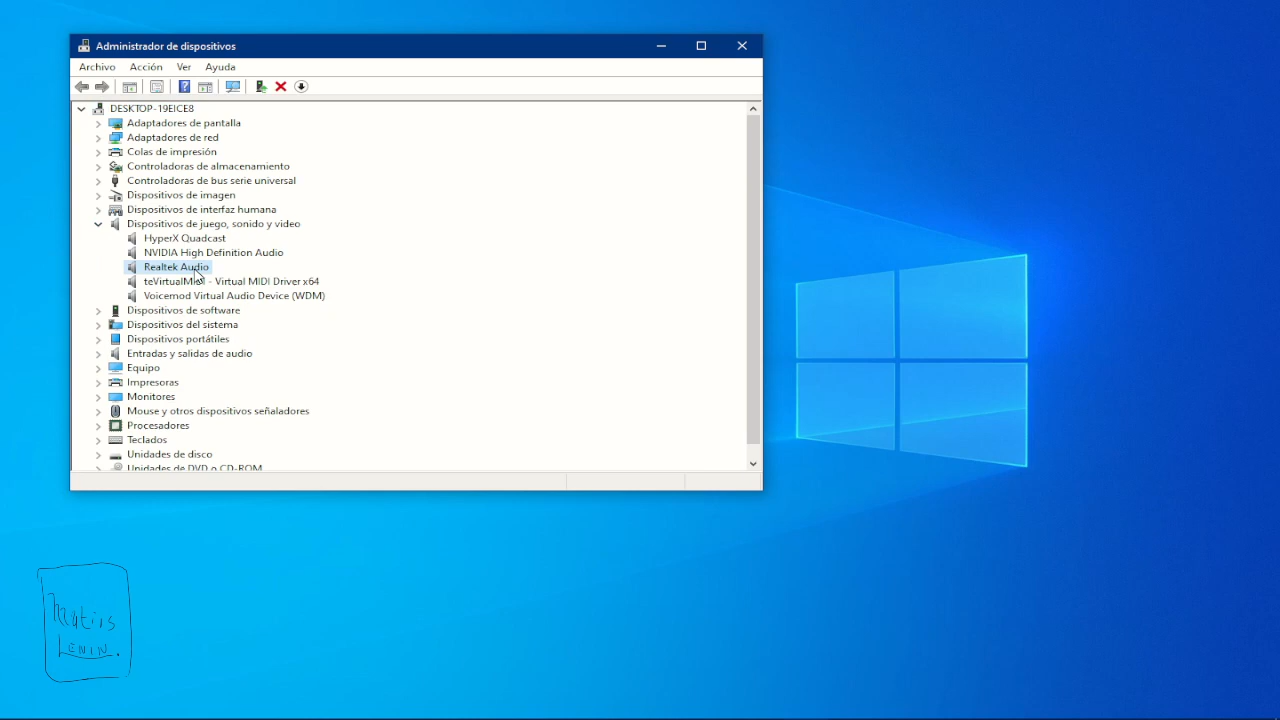 Administrador de dispositivos
Archivo Acción Ver Ayuda
DESKTOP-19EICE8
Adaptadores de pantalla
Adaptadores de red
Colas de impresión
Controladoras de almacenamiento
Controladoras de bus serie universal
Dispositivos de imagen
Dispositivos de interfaz humana
Dispositivos de juego, sonido y video
HyperX Quadcast
NVIDIA High Definition Audio
Realtek Audio
- Virtual MIDI Driver x64
Voicemod Virtual Audio Device (WDM)
Dispositivos de software
Dispositivos del sistema
Dispositivos portátiles
Entradas y salidas de audio
Equipo
Impresoras
Monitores
Mouse y otros dispositivos señaladores
Procesadores
Teclados
Unidades de disco
Unidades de DVD o CD-ROM
LENIN.